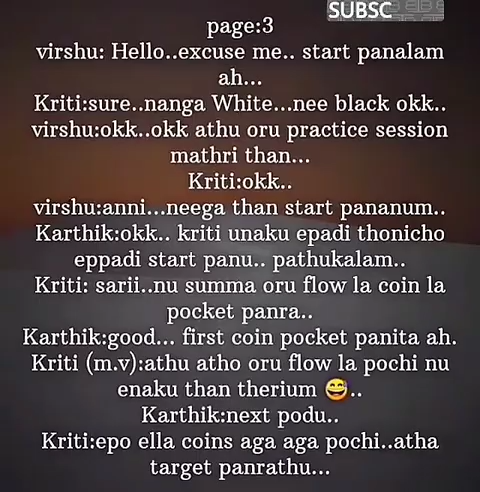 SUBSC
page:3
virshu: Hello..excuse me.. start panalam
ah...
Kriti:sure..nanga White...nee black okk..
virshu:okk..okk athu oru practice session
mathri than...
Kriti:okk..
virshu:anni...neega than start pananum..
Karthik:okk.. kriti unaku epadi thonicho
eppadi start panu.. pathukalam..
Kriti: sarii..nu summa oru flow la coin la
pocket panra..
Karthik:good... first coin pocket panita ah.
Kriti (m.v):athu atho oru flow la pochi nu
enaku than therium 😅..
Karthik:next podu..
Kriti:epo ella coins aga aga pochi..atha
target panrathu...